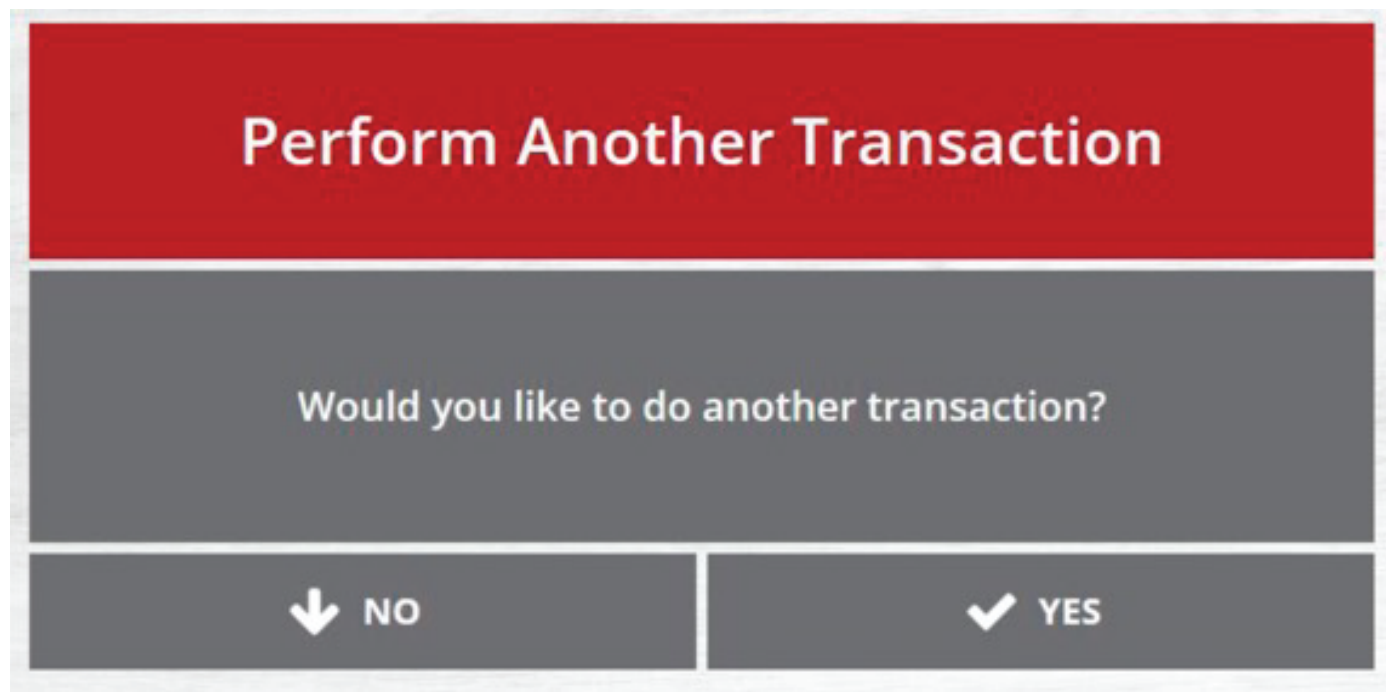 Perform Another Transaction
Would you like to do another transaction?
NO
YES